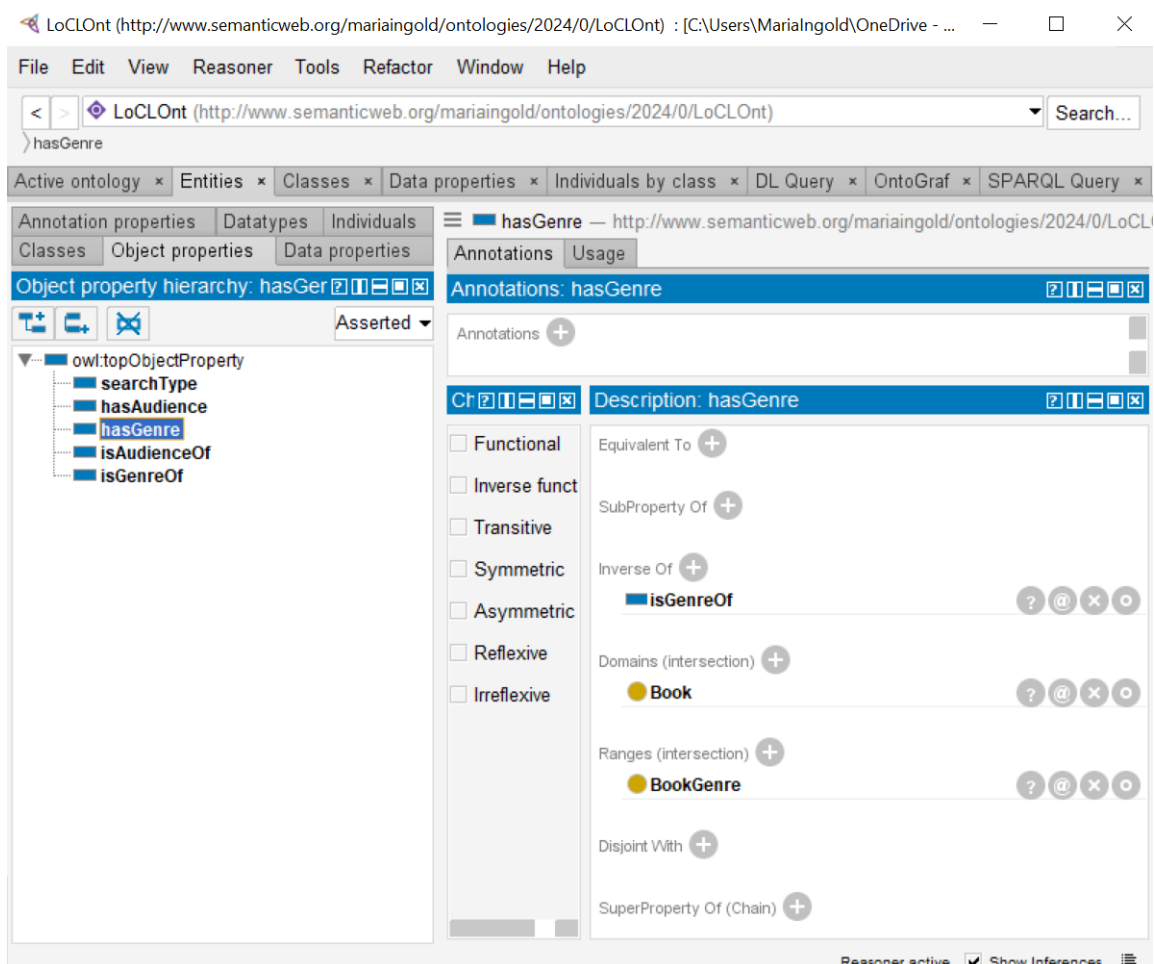 LoCLOnt (http://www.semanticweb.org/mariaingold/ontologies/2024/0/LoCLOnt) : [C:\Users\MariaIngold\OneDrive - ...
File Edit View Reasoner Tools Refactor Window Help
< > LoCLOnt (http://www.semanticweb.org/mariaingold/ontologies/2024/0/LoCLOnt) Search...
hasGenre
Active ontology × Entities × Classes × Data properties × Individuals by class × DL Query × OntoGraf × SPARQL Query ×
Annotation properties Datatypes Individuals
Classes Object properties Data properties
Object property hierarchy: hasGer
Asserted
owl:topObjectProperty
searchType
hasAudience
hasGenre
isAudienceOf
isGenreOf
hasGenre — http://www.semanticweb.org/mariaingold/ontologies/2024/0/LoCL
Annotations Usage
Annotations: hasGenre
Annotations
Ch
Functional
Inverse funct
Transitive
Symmetric
Asymmetric
Reflexive
Irreflexive
Description: hasGenre
Equivalent To
SubProperty Of
Inverse Of
isGenreOf
Domains (intersection)
Book
Ranges (intersection)
BookGenre
Disjoint With
SuperProperty Of (Chain)
Reasoner active Show Inferences